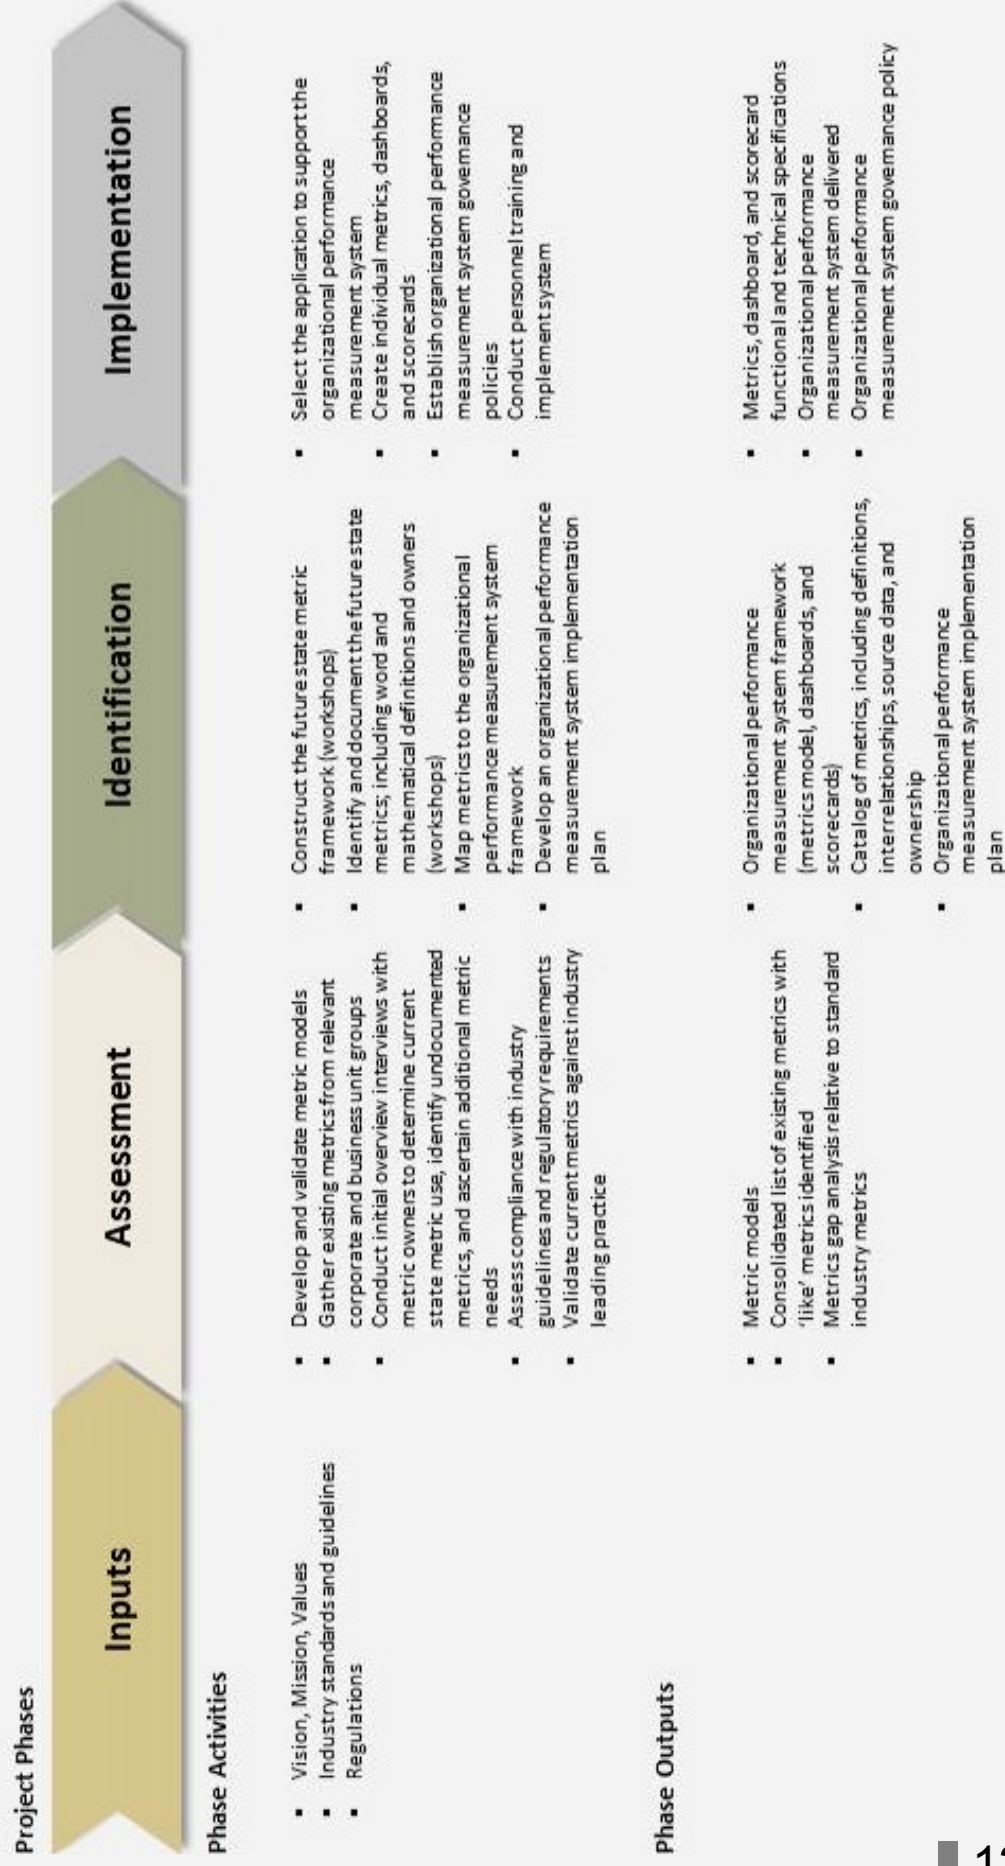 Project Phases
Inputs
Assessment
Identification
Implementation
Phase Activities
▪ Vision, Mission, Values
▪ Industry standards and guidelines
▪ Regulations
▪ Develop and validate metric models
▪ Gather existing metrics from relevant
corporate and business unit groups
▪ Conduct initial overview interviews with
metric owners to determine current
state metric use, identify undocumented
metrics, and ascertain additional metric
needs
▪ Assess compliance with industry
guidelines and regulatory requirements
▪ Validate current metrics against industry
leading practice
▪ Construct the future state metric
framework (workshops)
▪ Identify and document the future state
metrics; including word and
mathematical definitions and owners
(workshops)
▪ Map metrics to the organizational
performance measurement system
framework
▪ Develop an organizational performance
measurement system implementation
plan
▪ Select the application to support the
organizational performance
measurement system
▪ Create individual metrics, dashboards,
and scorecards
▪ Establish organizational performance
measurement system governance
policies
▪ Conduct personnel training and
implement system
Phase Outputs
▪ Metric models
▪ Consolidated list of existing metrics with
‘like’ metrics identified
▪ Metrics gap analysis relative to standard
industry metrics
▪ Organizational performance
measurement system framework
(metrics model, dashboards, and
scorecards)
▪ Catalog of metrics, including definitions,
interrelationships, source data, and
ownership
▪ Organizational performance
measurement system implementation
plan
▪ Metrics, dashboard, and scorecard
functional and technical specifications
▪ Organizational performance
measurement system delivered
▪ Organizational performance
measurement system governance policy